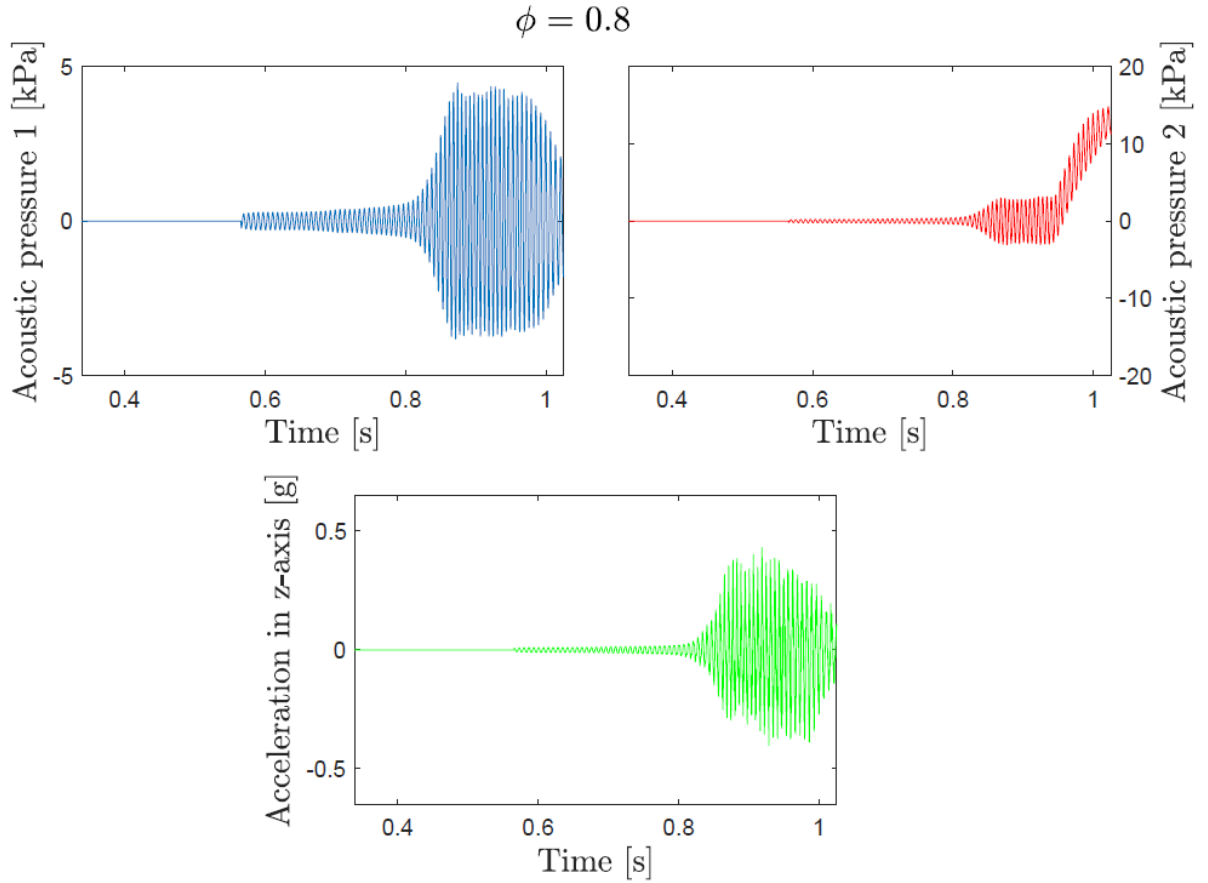 ϕ = 0.8
Acoustic pressure 1 [kPa]
5
0
-5
0.4 0.6 0.8 1
Time [s]
20
10
0
-10
-20
Acoustic pressure 2 [kPa]
0.4 0.6 0.8 1
Time [s]
Acceleration in z-axis [g]
0.5
0
-0.5
0.4 0.6 0.8 1
Time [s]